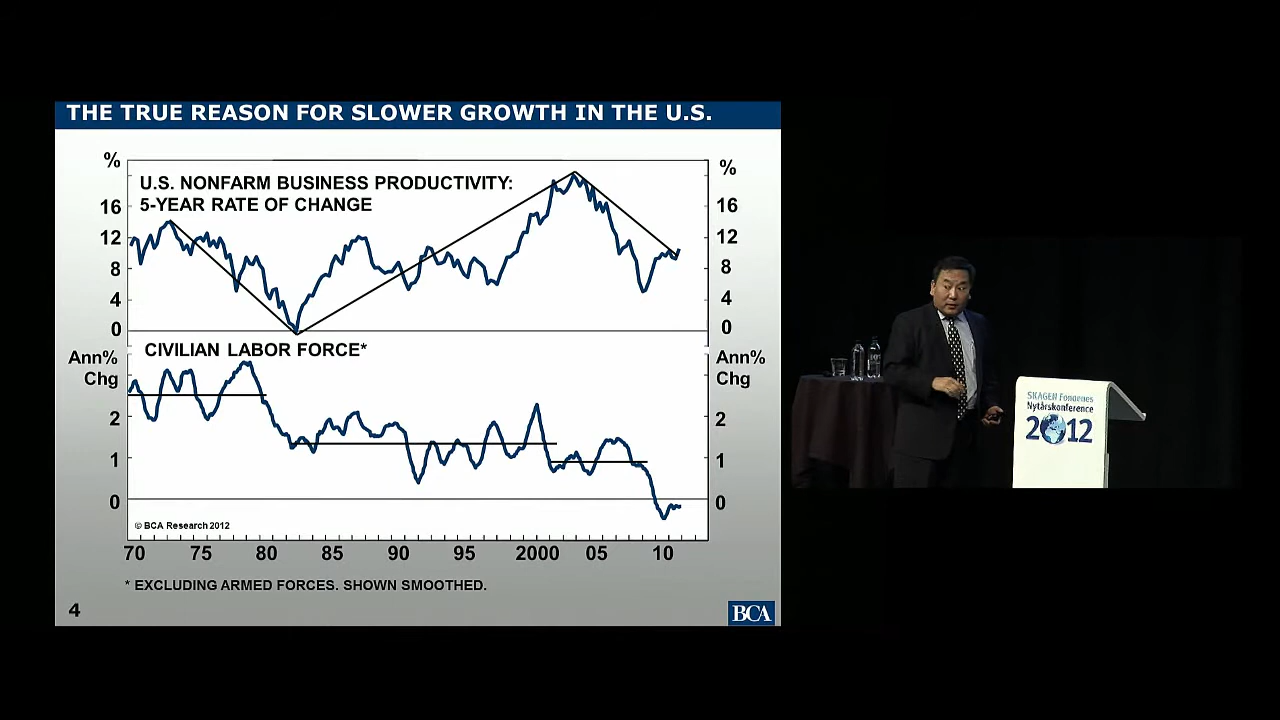 THE TRUE REASON FOR SLOWER GROWTH IN THE U.S.
% %
U.S. NONFARM BUSINESS PRODUCTIVITY:
5-YEAR RATE OF CHANGE
16 16
12 12
8 8
4 4
0 0
Ann% Ann%
Chg Chg
CIVILIAN LABOR FORCE*
2 2
1 1
0 0
© BCA Research 2012
70 75 80 85 90 95 2000 05 10
* EXCLUDING ARMED FORCES. SHOWN SMOOTHED.
4
BCA
SKAGEN Fondenes
Nytårskonference
2012